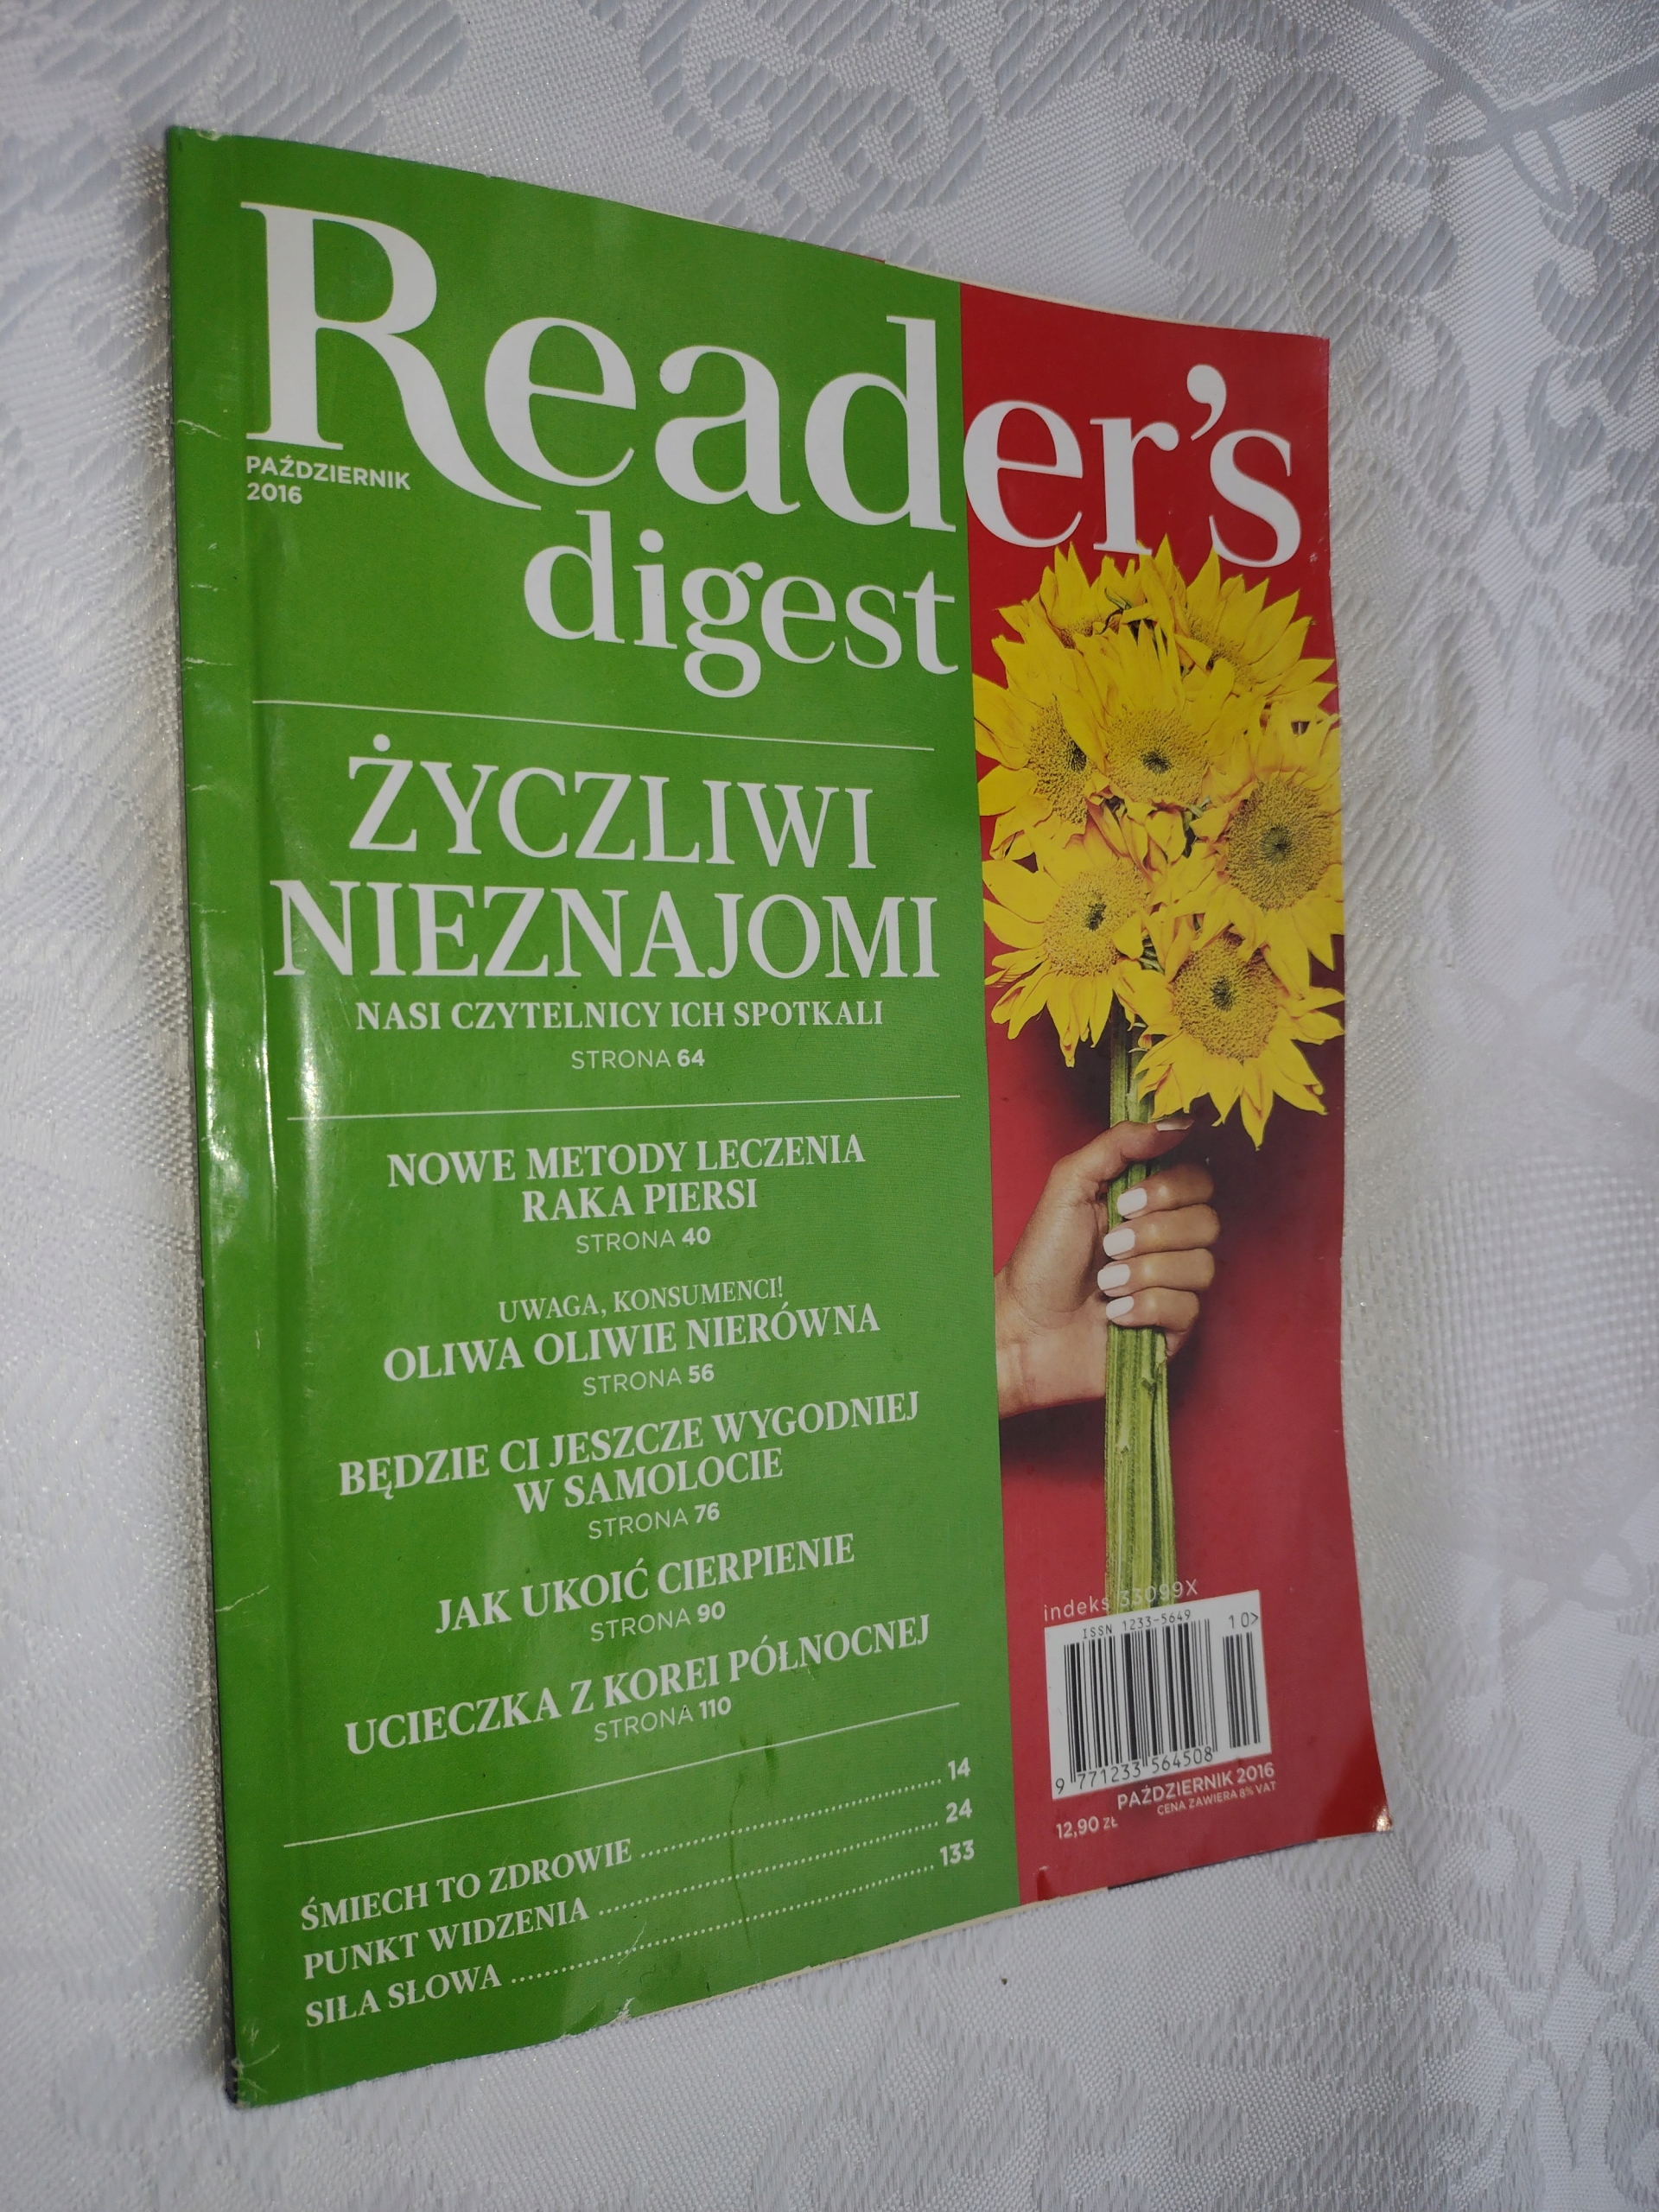 Reader's
PAŹDZIERNIK
2016
digest
ŻYCZLIWI
NIEZNAJOMI
NASI CZYTELNICY ICH SPOTKALI
STRONA 64
NOWE METODY LECZENIA
RAKA PIERSI
STRONA 40
UWAGA, KONSUMENCI!
OLIWA OLIWIE NIERÓWNA
STRONA 56
BĘDZIE CI JESZCZE WYGODNIEJ
W SAMOLOCIE
STRONA 76
JAK UKOIĆ CIERPIENIE
STRONA 90
UCIECZKA Z KOREI PÓŁNOCNEJ
STRONA 110
ŚMIECH TO ZDROWIE ........................................ 14
PUNKT WIDZENIA ............................................. 24
SIŁA SŁOWA ........................................................ 133
indeks 33099X
ISSN 1233-5649
10>
9 771233 564508
PAŹDZIERNIK 2016
12,90 ZŁ CENA ZAWIERA 8% VAT